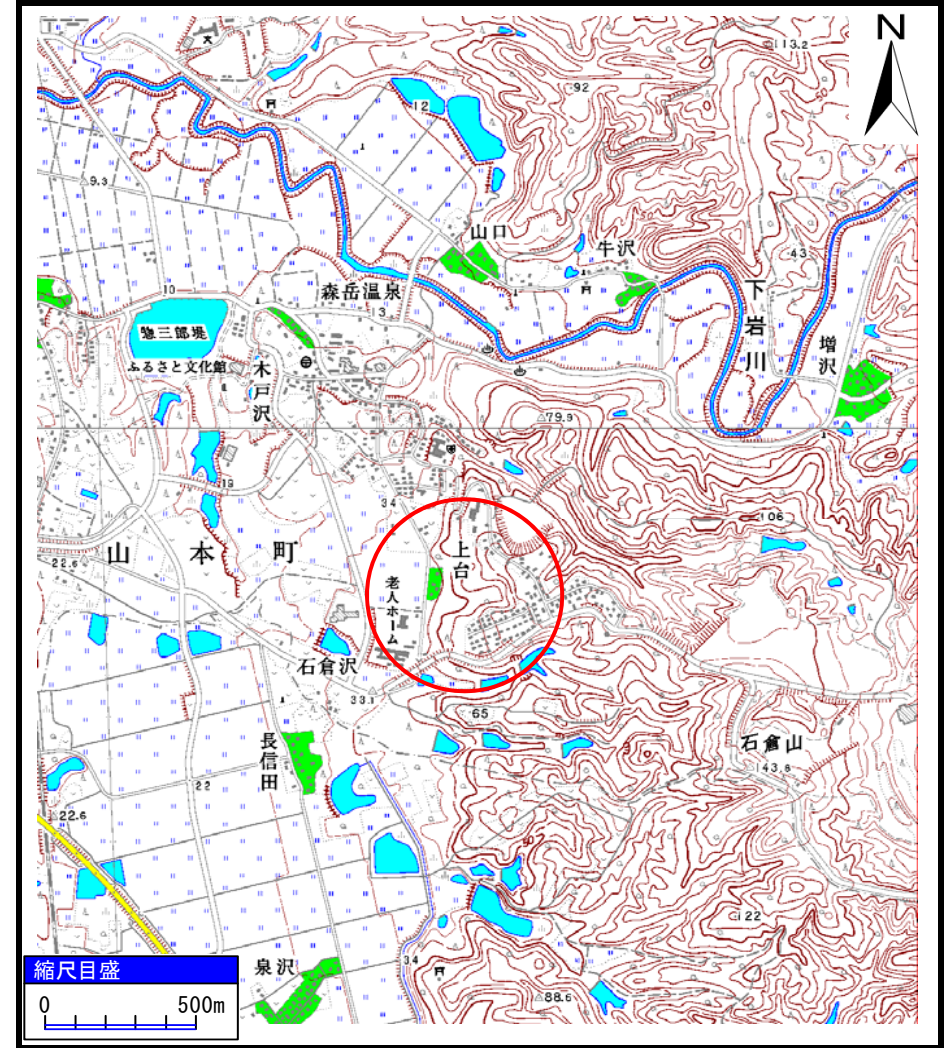 N
113.2
92
50
12
9.3
山口
牛沢
43
下岩川
森岳温泉
10
13
惣三郎堤
増沢
ふるさと文化館
木戸沢
79.9
19
34
106
山本町
上台
22.6
老人ホーム
石倉沢
33.1
65
長信田
石倉山
143.6
22
22.6
122
泉沢
34
88.6
縮尺目盛
0 500m